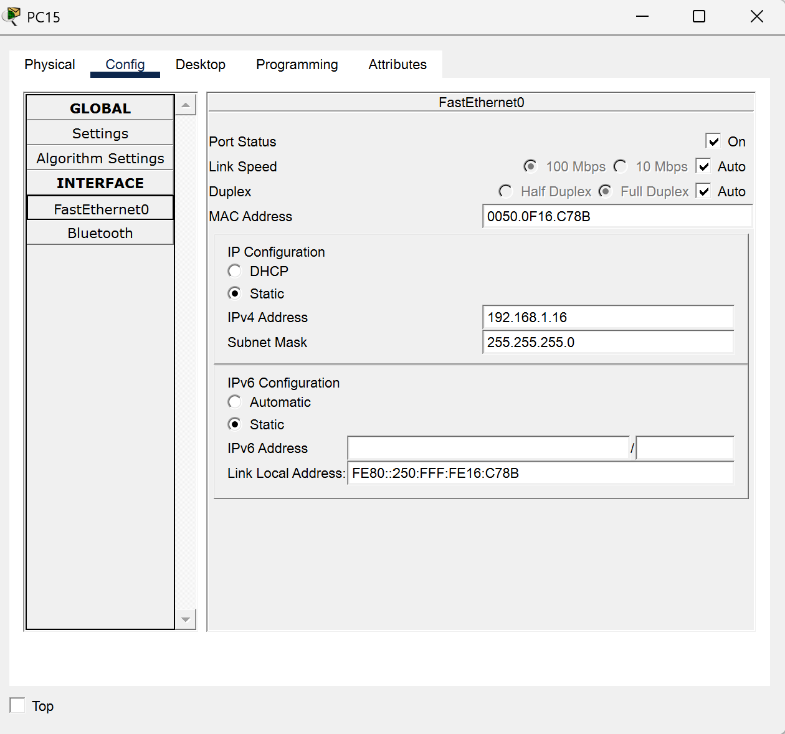 PC15
Physical Config Desktop Programming Attributes
GLOBAL
Settings
Algorithm Settings
INTERFACE
FastEthernet0
Bluetooth
FastEthernet0
Port Status On
Link Speed 100 Mbps 10 Mbps Auto
Duplex Half Duplex Full Duplex Auto
MAC Address 0050.0F16.C78B
IP Configuration
DHCP
Static
IPv4 Address 192.168.1.16
Subnet Mask 255.255.255.0
IPv6 Configuration
Automatic
Static
IPv6 Address /
Link Local Address: FE80::250:FFF:FE16:C78B
Top